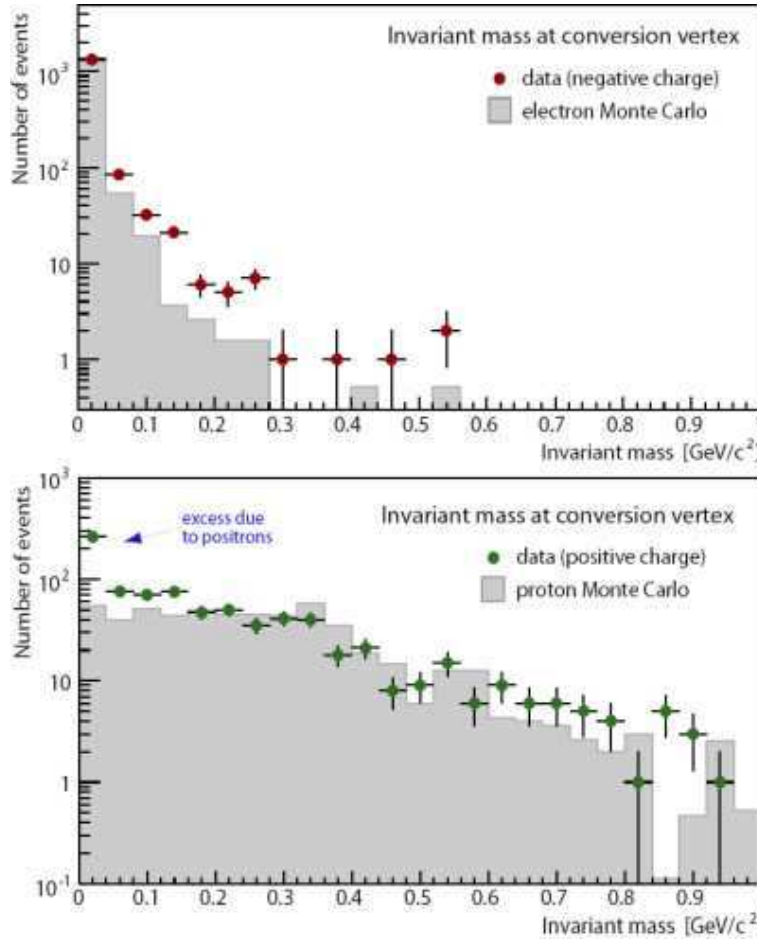 Number of events
Invariant mass at conversion vertex
data (negative charge)
electron Monte Carlo
10³
10²
10
1
0 0.1 0.2 0.3 0.4 0.5 0.6 0.7 0.8 0.9 1
Invariant mass [GeV/c²]
Number of events
Invariant mass at conversion vertex
excess due
to positrons
data (positive charge)
proton Monte Carlo
10³
10²
10
1
10⁻¹
0 0.1 0.2 0.3 0.4 0.5 0.6 0.7 0.8 0.9
Invariant mass [GeV/c²